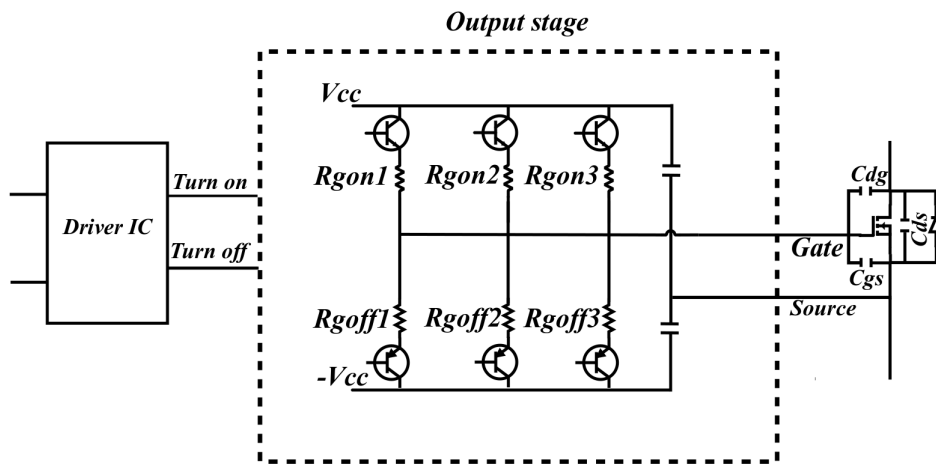 Output stage
Vcc
Rgon1 Rgon2 Rgon3
Turn on
Driver IC
Turn off
Cdg
Cds
Gate
Cgs
Source
Rgoff1 Rgoff2 Rgoff3
-Vcc